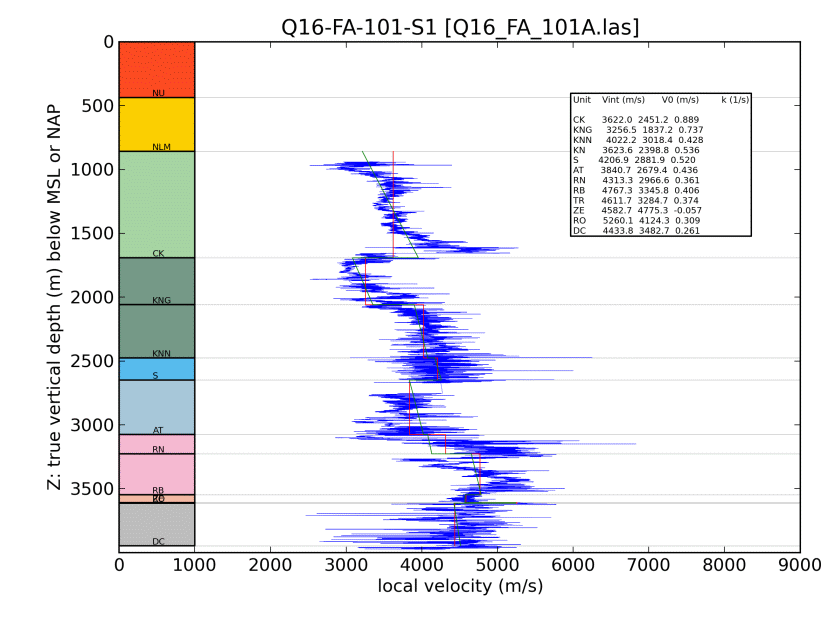 Q16-FA-101-S1 [Q16_FA_101A.las]
0
500
1000
1500
2000
2500
3000
3500
Z: true vertical depth (m) below MSL or NAP
NU
NLM
CK
KNG
KNN
S
AT
RN
RB
DC
Unit Vint (m/s) V0 (m/s) k (1/s)
CK 3622.0 2451.2 0.889
KNG 3256.5 1837.2 0.737
KNN 4022.2 3018.4 0.428
KN 3623.6 2398.8 0.536
S 4206.9 2881.9 0.520
AT 3840.7 2679.4 0.436
RN 4313.3 2966.6 0.361
RB 4767.3 3345.8 0.406
TR 4611.7 3284.7 0.374
ZE 4582.7 4775.3 -0.057
RO 5260.1 4124.3 0.309
DC 4433.8 3482.7 0.261
0 1000 2000 3000 4000 5000 6000 7000 8000 9000
local velocity (m/s)